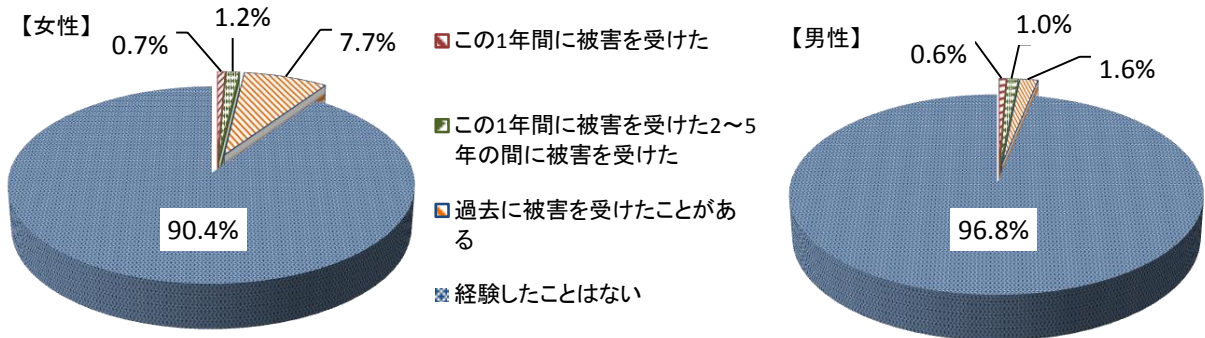 【女性】
0.7%
1.2%
7.7%
90.4%
この1年間に被害を受けた
この1年間に被害を受けた2～5
年の間に被害を受けた
過去に被害を受けたことがあ
る
経験したことはない
【男性】
0.6%
1.0%
1.6%
96.8%